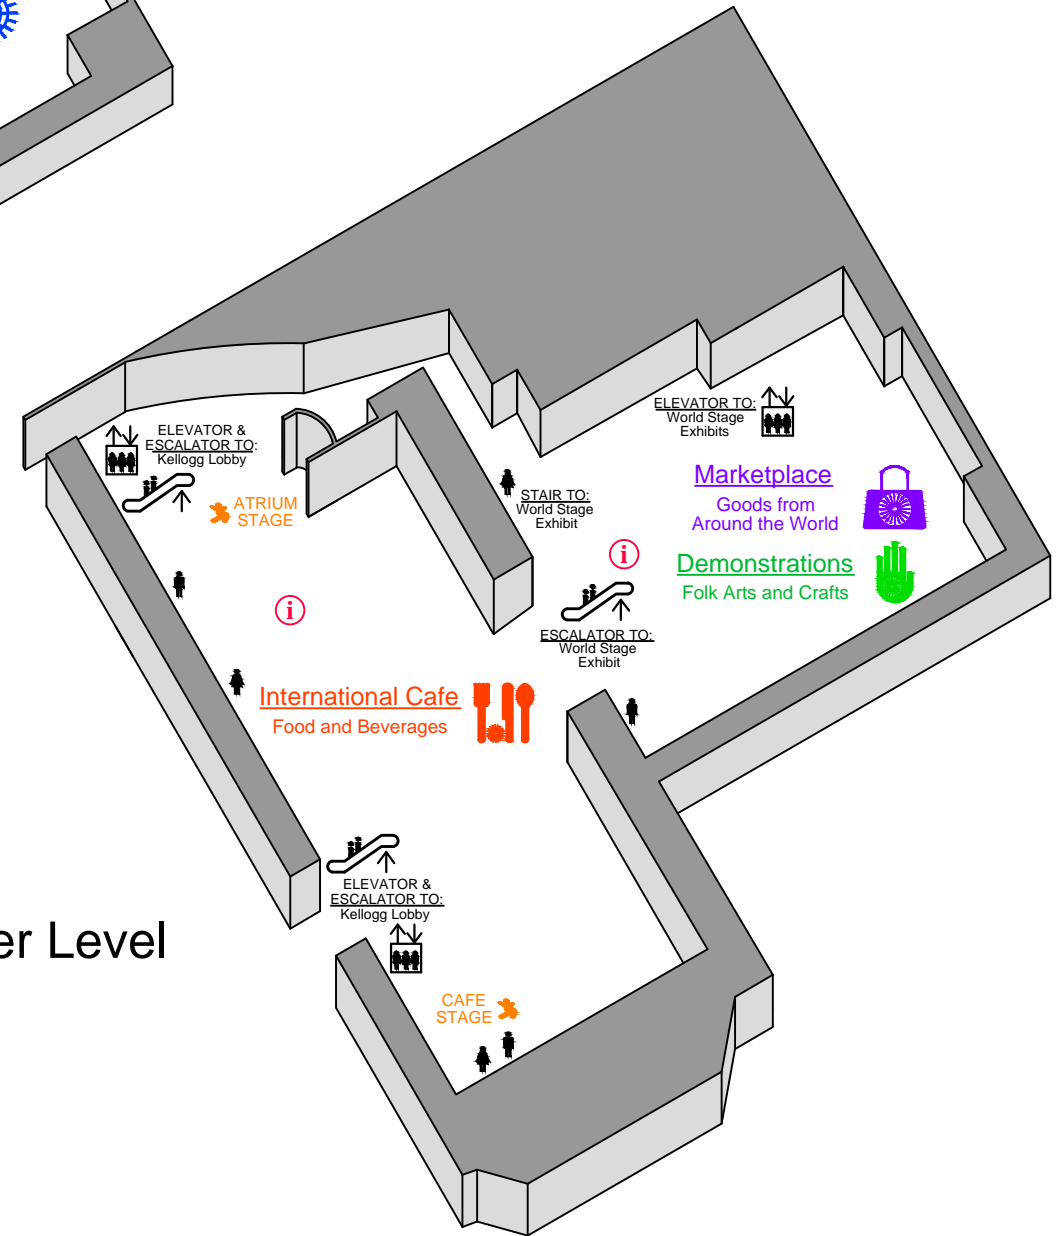 ELEVATOR &
ESCALATOR TO:
Kellogg Lobby
ATRIUM
STAGE
ELEVATOR TO:
World Stage
Exhibits
Marketplace
Goods from
Around the World
STAIR TO:
World Stage
Exhibit
i
Demonstrations
Folk Arts and Crafts
i
ESCALATOR TO:
World Stage
Exhibit
International Cafe
Food and Beverages
ELEVATOR &
ESCALATOR TO:
Kellogg Lobby
er Level
CAFE
STAGE